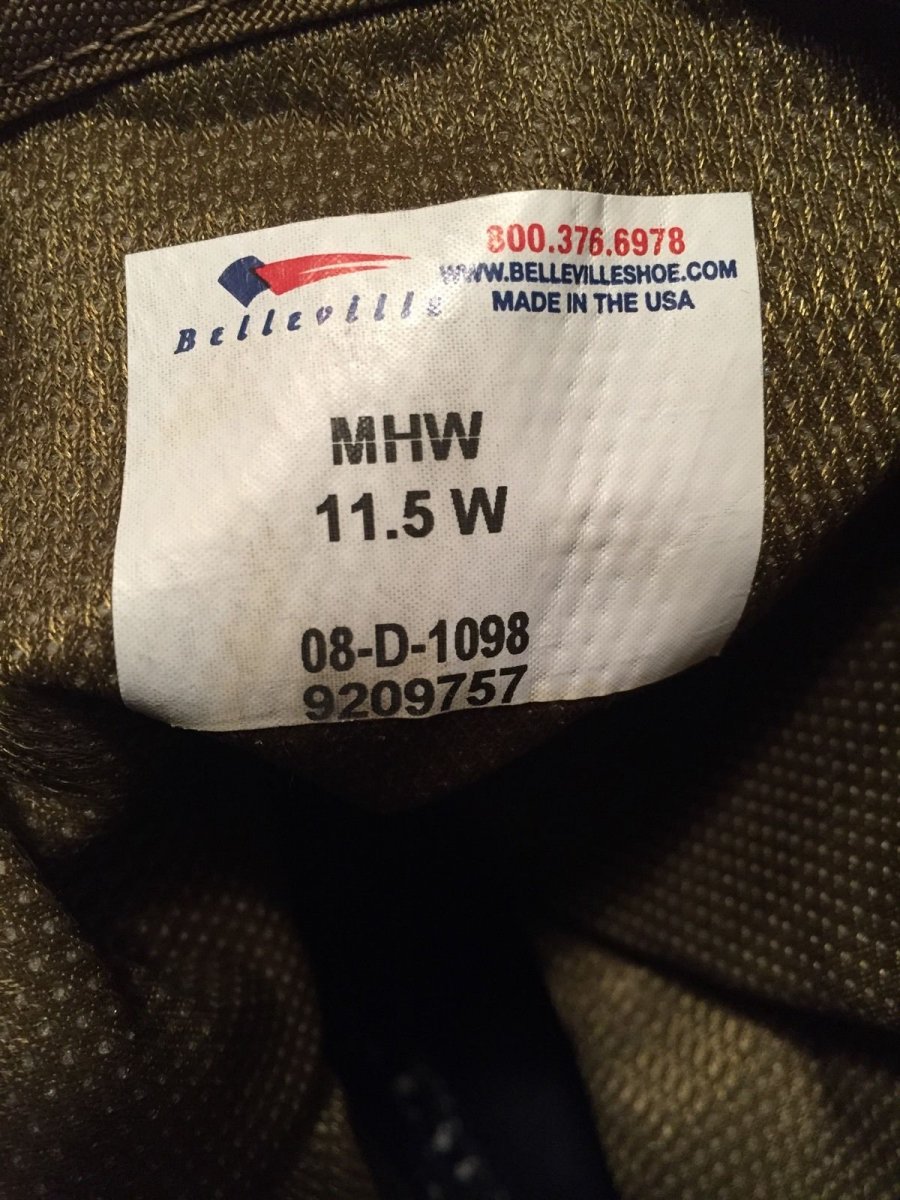 Belleville
800.376.6978
WWW.BELLEVILLESHOE.COM
MADE IN THE USA
MHW
11.5 W
08-D-1098
9209757